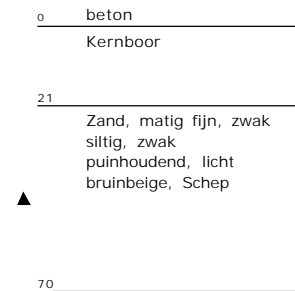 0 beton
Kernboor
21
Zand, matig fijn, zwak
siltig, zwak
puinhoudend, licht
bruinbeige, Schep
70